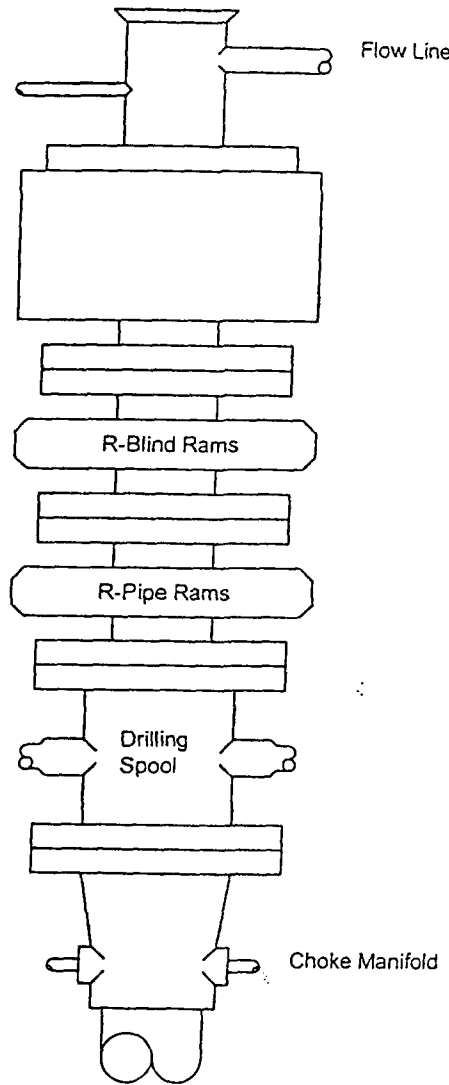 Flow Line
R-Blind Rams
R-Pipe Rams
Drilling
Spool
Choke Manifold